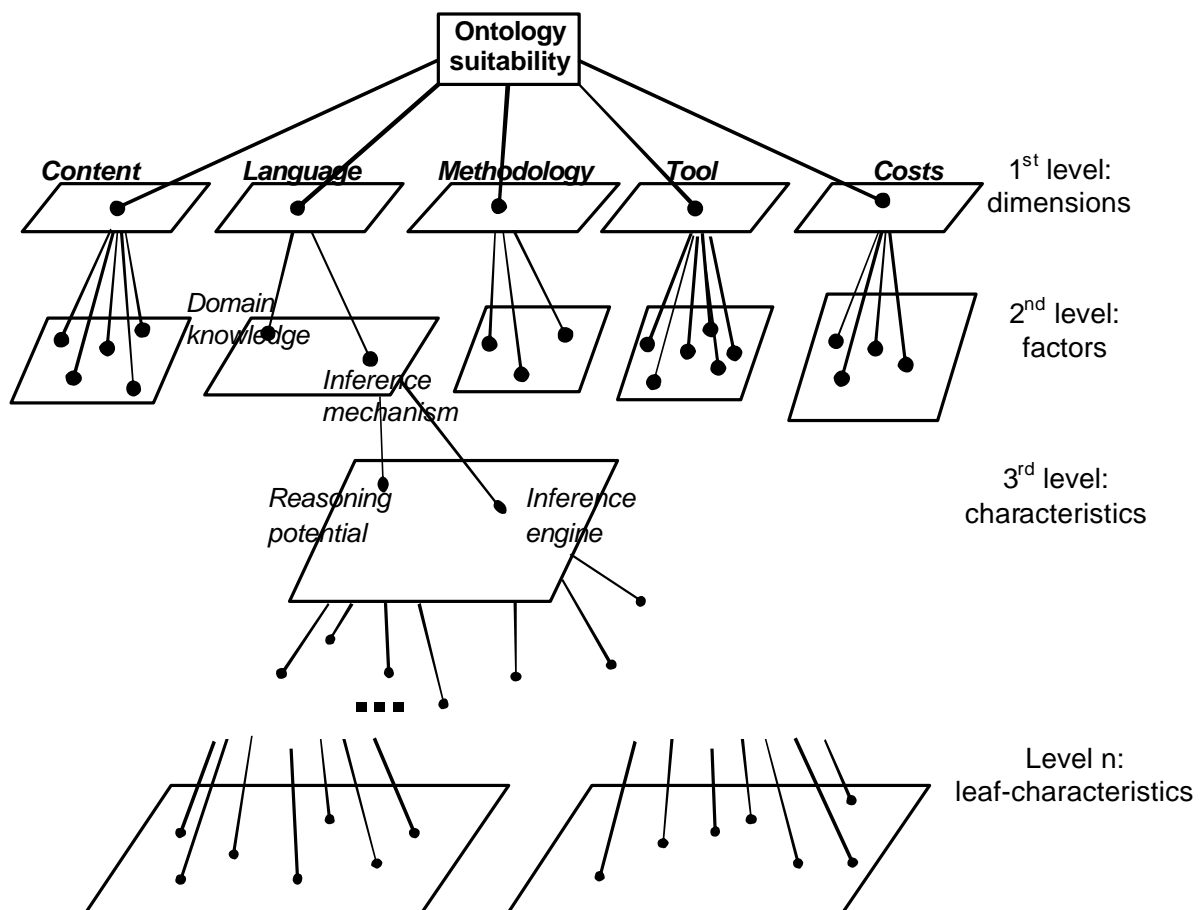 Ontology
suitability
Content
Language
Methodology
Tool
Costs
1st level:
dimensions
Domain
knowledge
2nd level:
factors
Inference
mechanism
Reasoning
potential
Inference
engine
3rd level:
characteristics
Level n:
leaf-characteristics